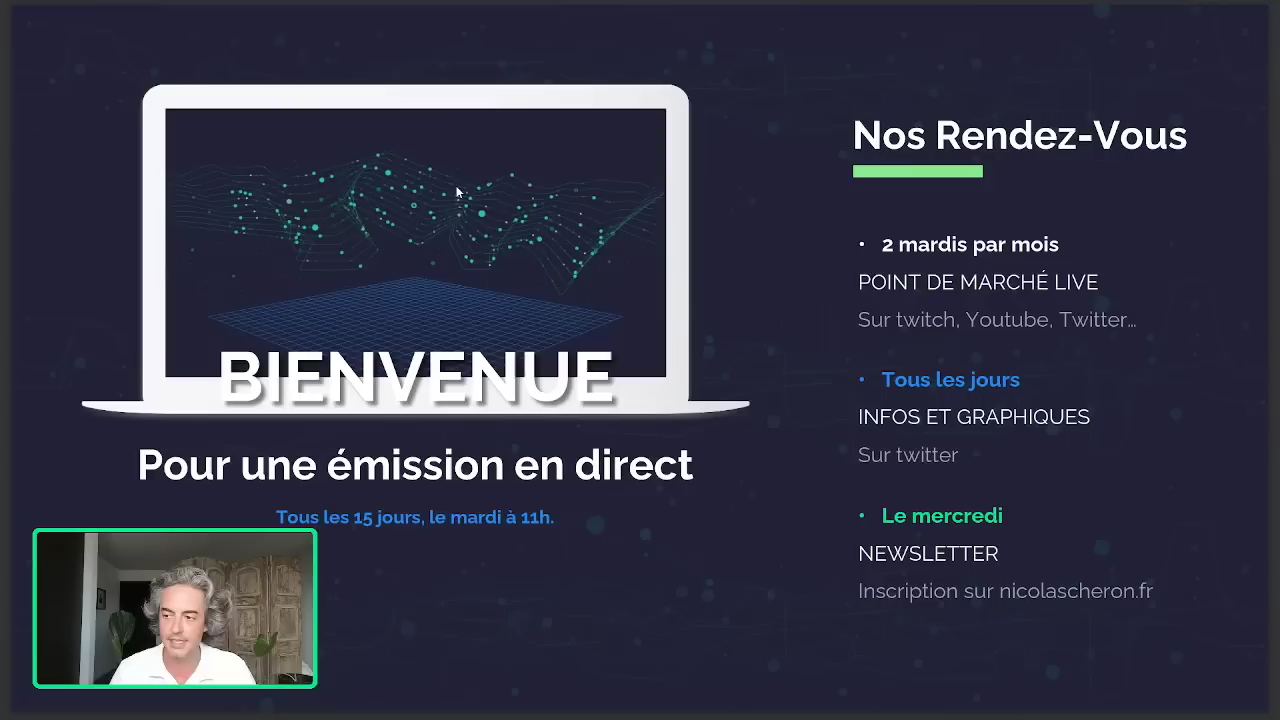 BIENVENUE
Pour une émission en direct
Tous les 15 jours, le mardi à 11h.
Nos Rendez-Vous
• 2 mardis par mois
POINT DE MARCHÉ LIVE
Sur twitch, Youtube, Twitter...
• Tous les jours
INFOS ET GRAPHIQUES
Sur twitter
• Le mercredi
NEWSLETTER
Inscription sur nicolascheron.fr